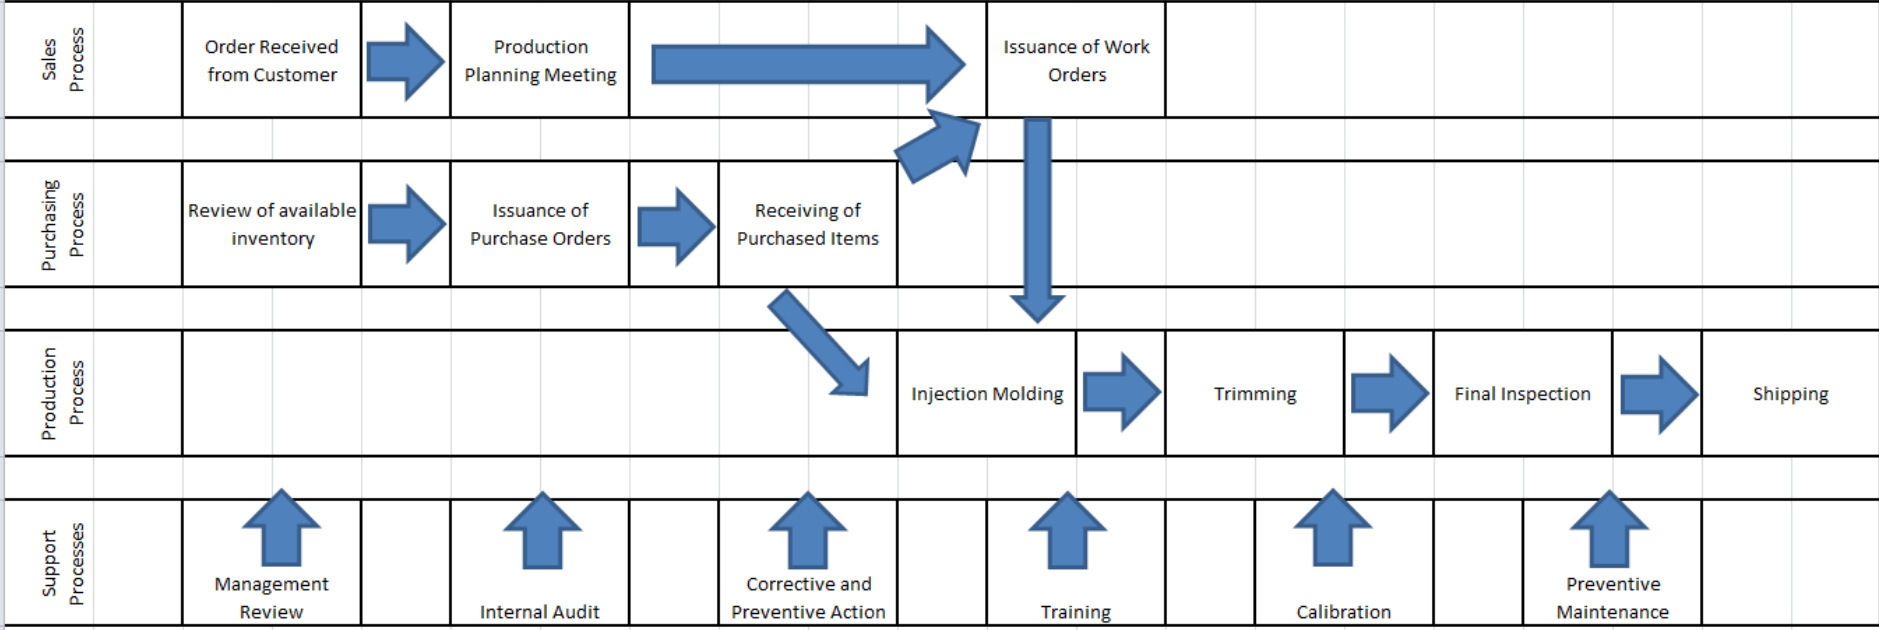 Sales
Process
Order Received
from Customer
Production
Planning Meeting
Issuance of Work
Orders
Purchasing
Process
Review of available
inventory
Issuance of
Purchase Orders
Receiving of
Purchased Items
Production
Process
Injection Molding
Trimming
Final Inspection
Shipping
Support
Processes
Management
Review
Internal Audit
Corrective and
Preventive Action
Training
Calibration
Preventive
Maintenance